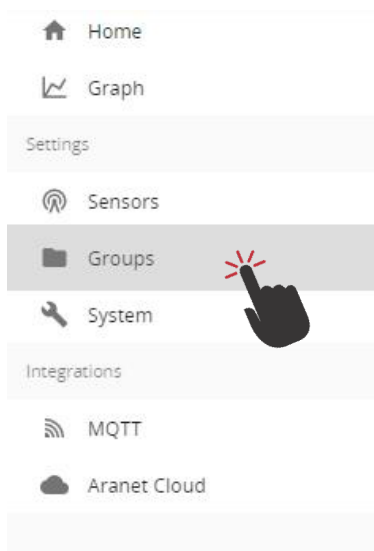 Home
Graph
Settings
Sensors
Groups
System
Integrations
MQTT
Aranet Cloud